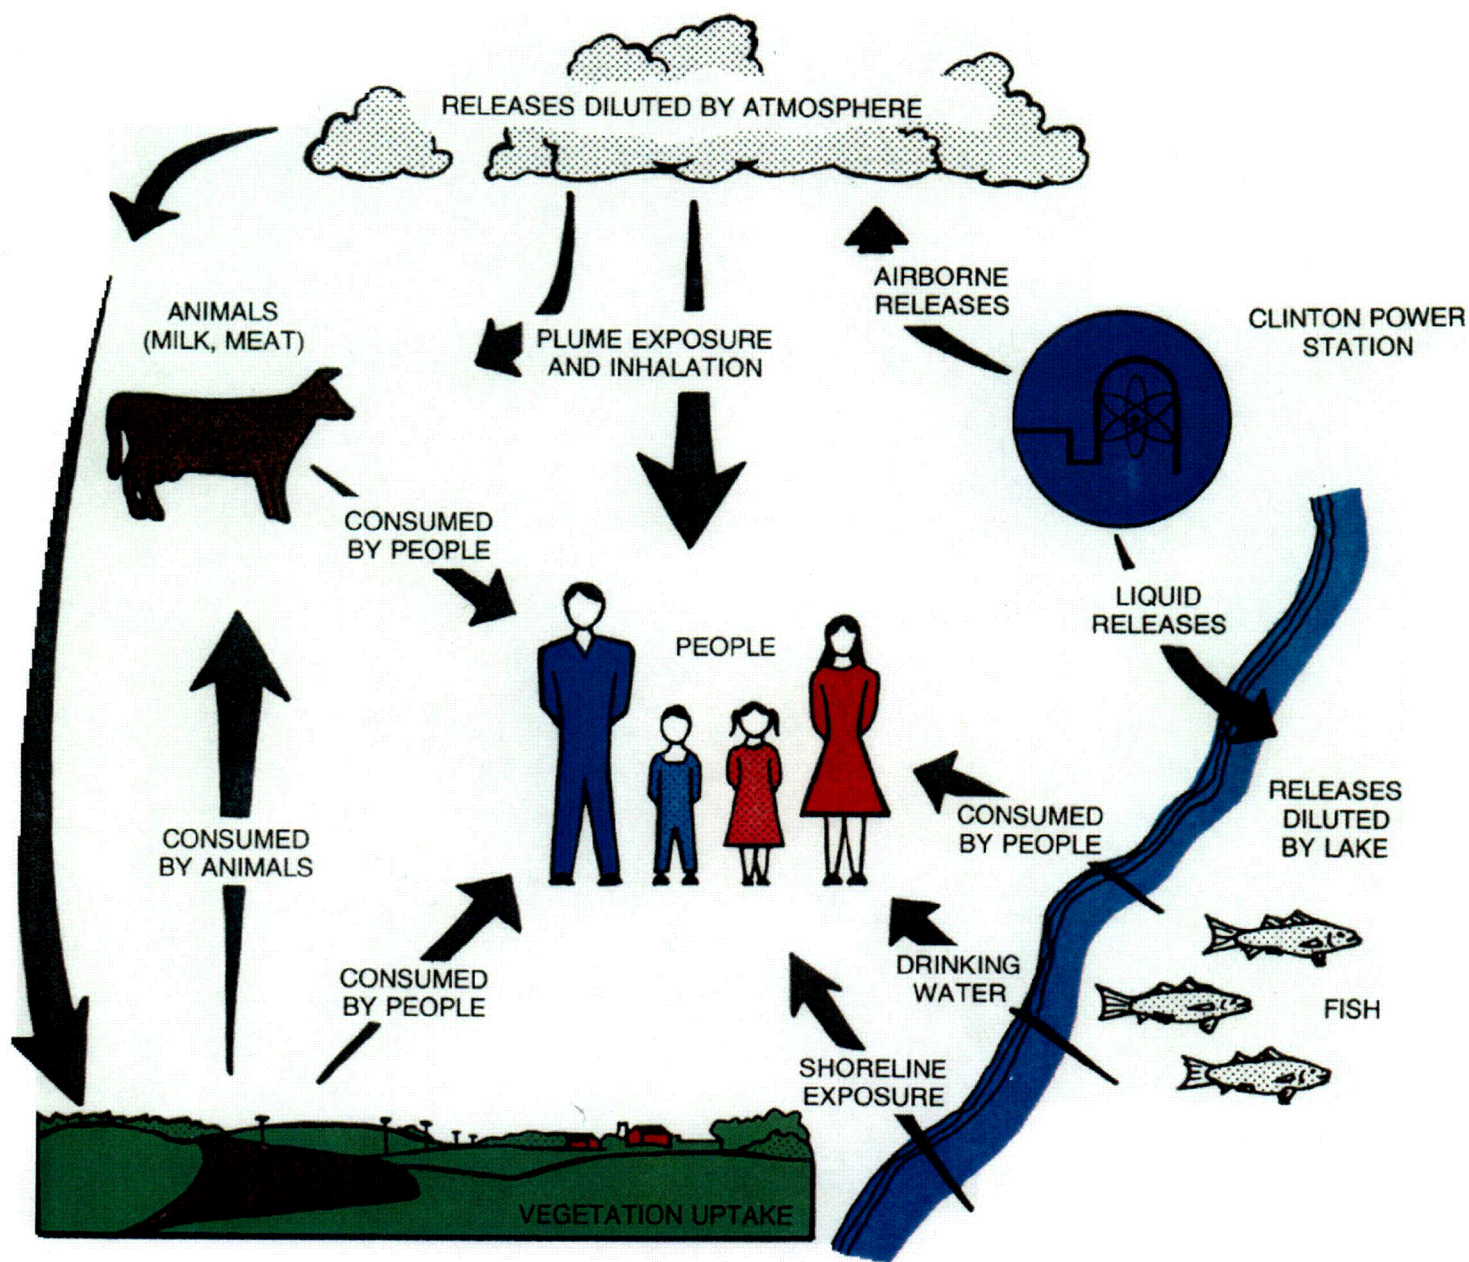 RELEASES DILUTED BY ATMOSPHERE
AIRBORNE
RELEASES
CLINTON POWER
STATION
ANIMALS
(MILK, MEAT)
PLUME EXPOSURE
AND INHALATION
CONSUMED
BY PEOPLE
LIQUID
RELEASES
PEOPLE
RELEASES
DILUTED
BY LAKE
CONSUMED
BY PEOPLE
CONSUMED
BY ANIMALS
CONSUMED
BY PEOPLE
DRINKING
WATER
FISH
SHORELINE
EXPOSURE
VEGETATION UPTAKE